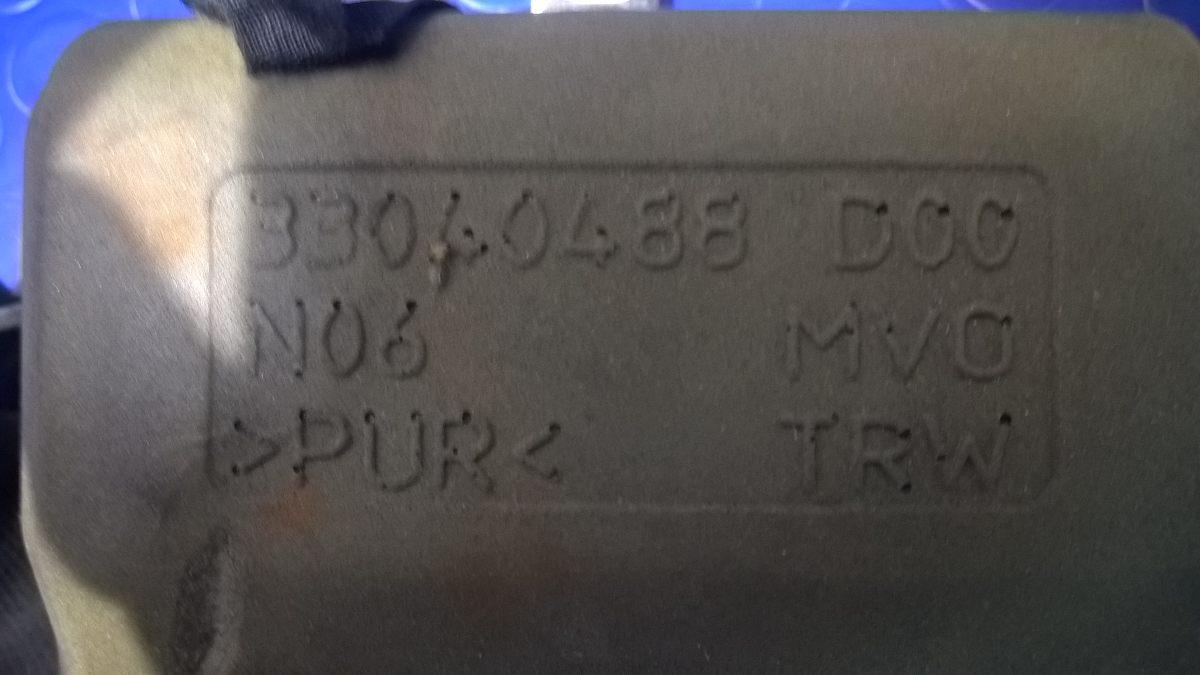 33040488 D00
N06 MVO
>PUR< TRW